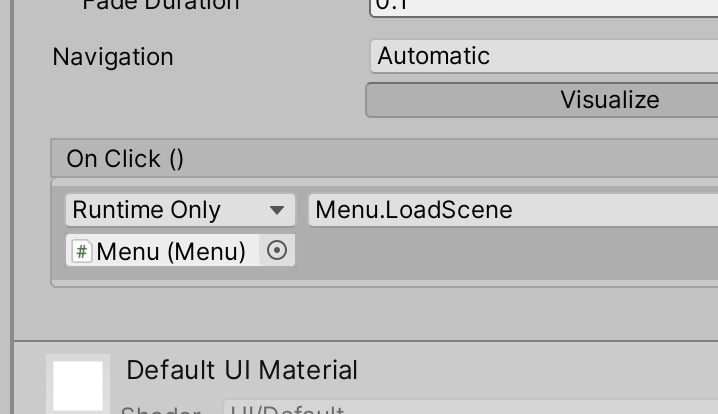 Fade Duration 0.1
Navigation Automatic
Visualize
On Click ()
Runtime Only Menu.LoadScene
# Menu (Menu)
Default UI Material
Shader UI/Default